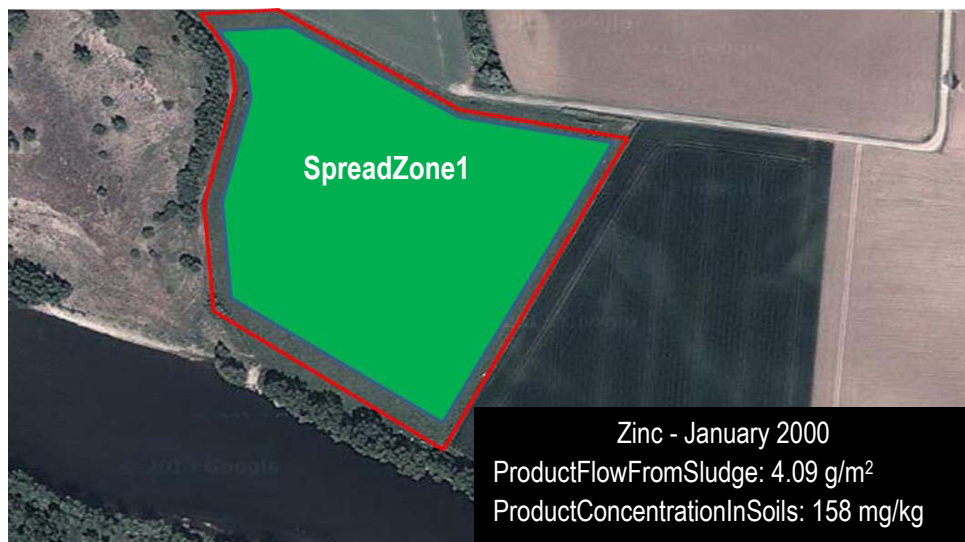 SpreadZone1
Zinc - January 2000
ProductFlowFromSludge: 4.09 g/m²
ProductConcentrationInSoils: 158 mg/kg